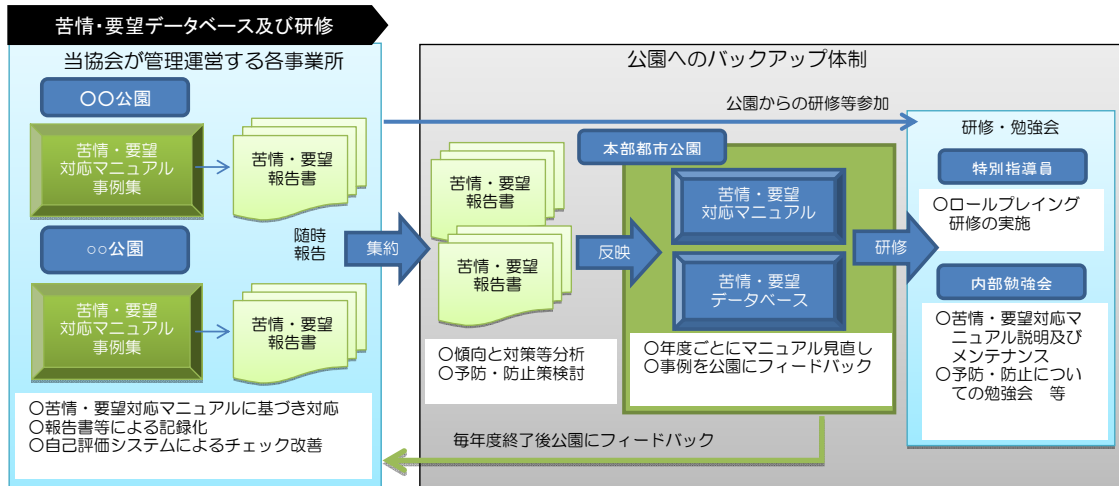 苦情・要望データベース及び研修
当協会が管理運営する各事業所
〇〇公園
苦情・要望
対応マニュアル
事例集
苦情・要望
報告書
○○公園
苦情・要望
対応マニュアル
事例集
苦情・要望
報告書
随時
報告
〇苦情・要望対応マニュアルに基づき対応
〇報告書等による記録化
〇自己評価システムによるチェック改善
公園へのバックアップ体制
公園からの研修等参加
集約
苦情・要望
報告書
苦情・要望
報告書
〇傾向と対策等分析
〇予防・防止策検討
反映
本部都市公園
苦情・要望
対応マニュアル
苦情・要望
データベース
〇年度ごとにマニュアル見直し
〇事例を公園にフィードバック
研修
研修・勉強会
特別指導員
〇ロールプレイング
研修の実施
内部勉強会
〇苦情・要望対応マ
ニュアル説明及び
メンテナンス
〇予防・防止につい
ての勉強会　等
毎年度終了後公園にフィードバック